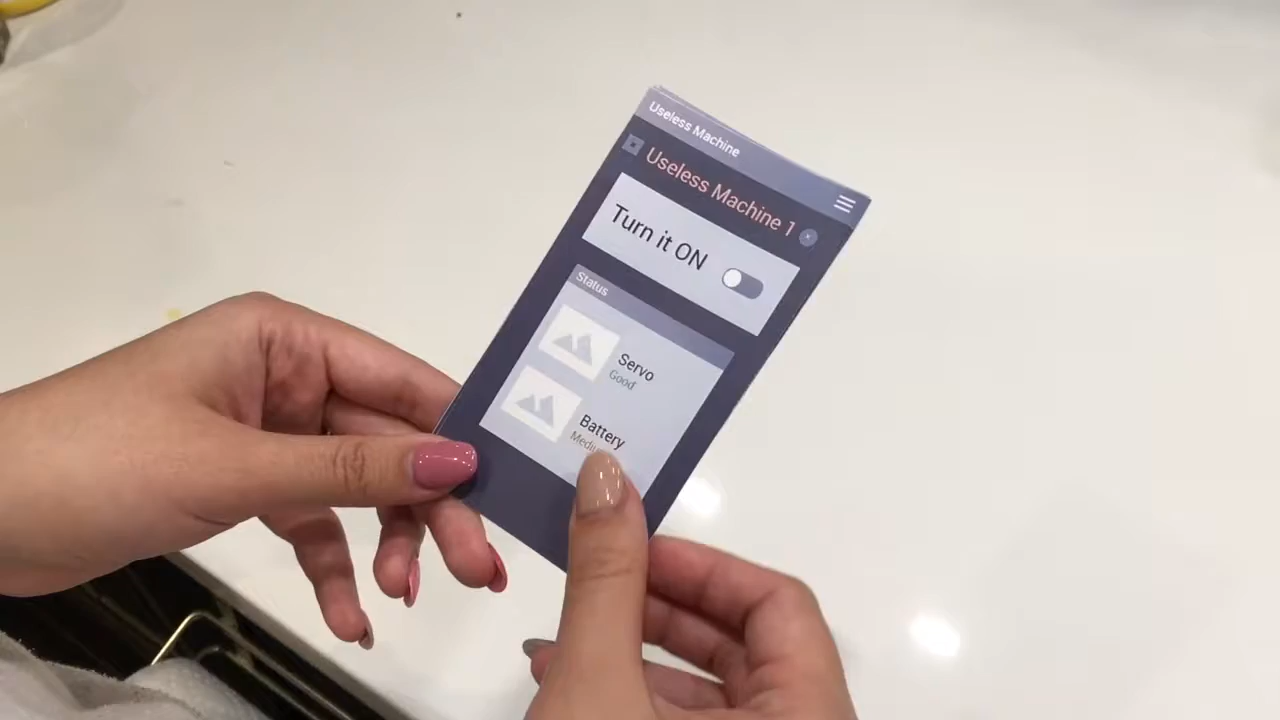 Useless Machine
Useless Machine 1
Turn it ON
Status
Servo
Good
Battery